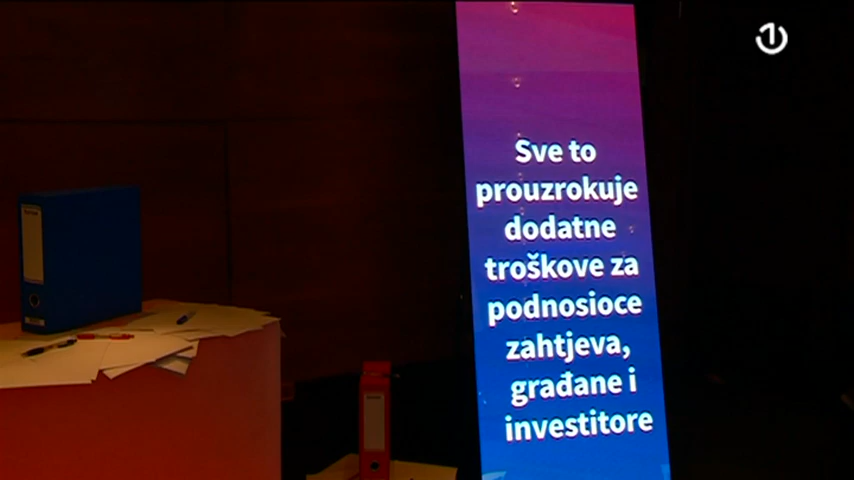 Sve to
prouzrokuje
dodatne
troškove za
podnosioce
zahtjeva,
građane i
investitore